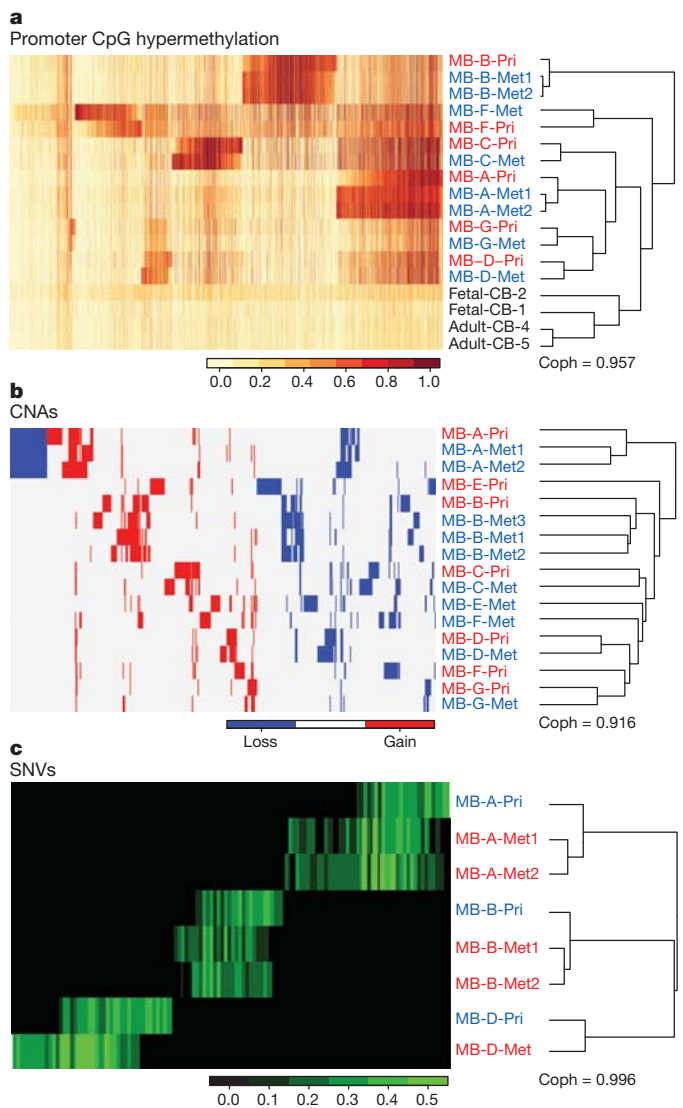 a
Promoter CpG hypermethylation
MB-B-Pri
MB-B-Met1
MB-B-Met2
MB-F-Met
MB-F-Pri
MB-C-Pri
MB-C-Met
MB-A-Pri
MB-A-Met1
MB-A-Met2
MB-G-Pri
MB-G-Met
MB–D–Pri
MB-D-Met
Fetal-CB-2
Fetal-CB-1
Adult-CB-4
Adult-CB-5
0.0 0.2 0.4 0.6 0.8 1.0
Coph = 0.957
b
CNAs
MB-A-Pri
MB-A-Met1
MB-A-Met2
MB-E-Pri
MB-B-Pri
MB-B-Met3
MB-B-Met1
MB-B-Met2
MB-C-Pri
MB-C-Met
MB-E-Met
MB-F-Met
MB-D-Pri
MB-D-Met
MB-F-Pri
MB-G-Pri
MB-G-Met
Loss Gain
Coph = 0.916
c
SNVs
MB-A-Pri
MB-A-Met1
MB-A-Met2
MB-B-Pri
MB-B-Met1
MB-B-Met2
MB-D-Pri
MB-D-Met
0.0 0.1 0.2 0.3 0.4 0.5
Coph = 0.996